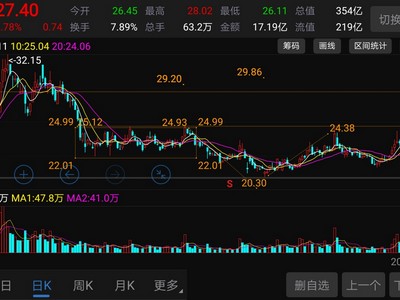 27.40 今开 26.45 最高 28.02 最低 26.11 总值 354亿
.78% 0.74 换手 7.89% 总手 63.2万 金额 17.19亿 流值 219亿 切换
11 10:25.04 20:24.06 筹码 画线 区间统计
32.15
29.20 29.86
24.99 25.12 24.93 24.99 24.38
22.01 22.01
S 20.30
万 MA1:47.8万 MA2:41.0万
20
日 日K 周K 月K 更多 删自选 上一个 下